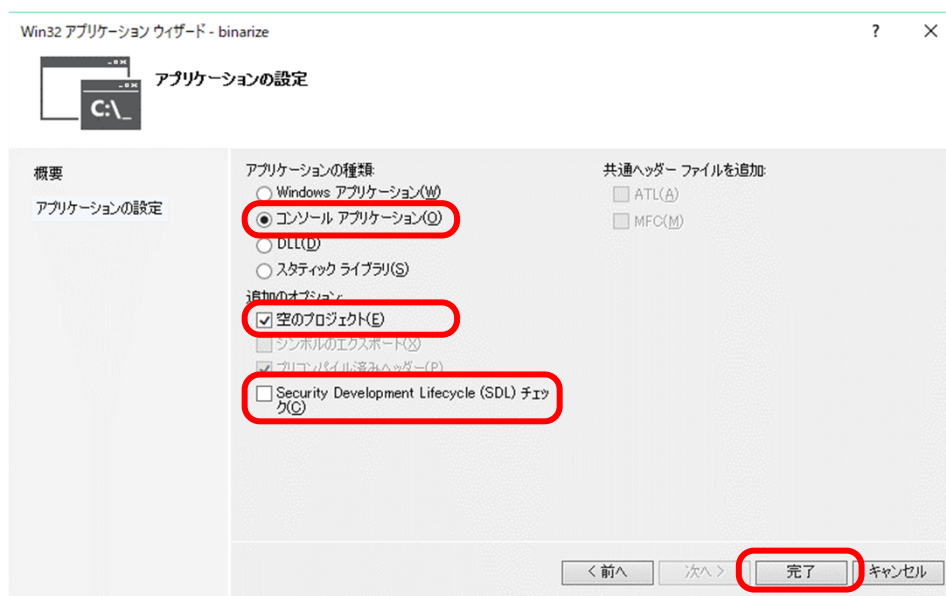 Win32 アプリケーション ウィザード - binarize
?
C:\_
アプリケーションの設定
概要
アプリケーションの設定
アプリケーションの種類:
Windows アプリケーション(W)
コンソール アプリケーション(O)
DLL(D)
スタティック ライブラリ(S)
追加のオプション:
空のプロジェクト(E)
シンボルのエクスポート(X)
プリコンパイル済みヘッダー(P)
Security Development Lifecycle (SDL) チェッ
ク(C)
共通ヘッダー ファイルを追加:
ATL(A)
MFC(M)
< 前へ
次へ >
完了
キャンセル